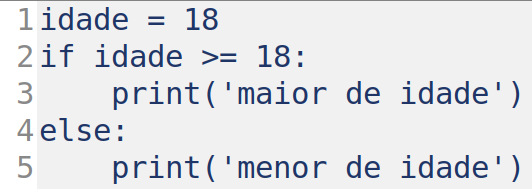 1 idade = 18
2 if idade >= 18:
3     print('maior de idade')
4 else:
5     print('menor de idade')